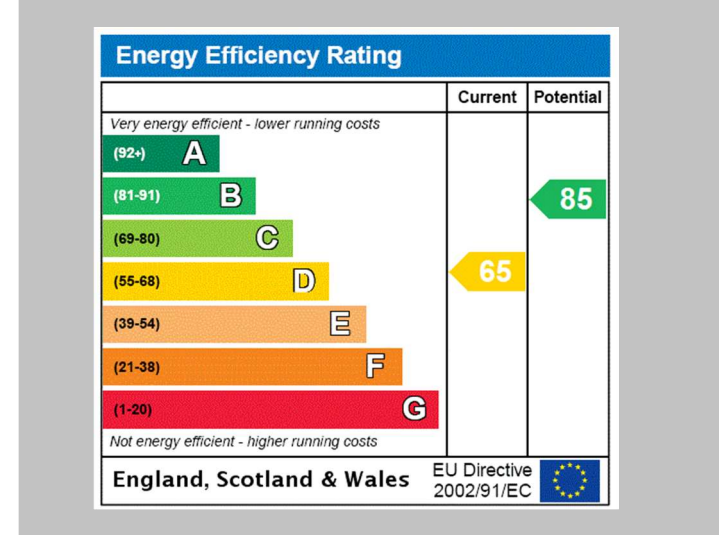 Energy Efficiency Rating
Current Potential
Very energy efficient - lower running costs
(92+) A
(81-91) B
85
(69-80) C
(55-68) D
65
(39-54) E
(21-38) F
(1-20) G
Not energy efficient - higher running costs
England, Scotland & Wales
EU Directive
2002/91/EC